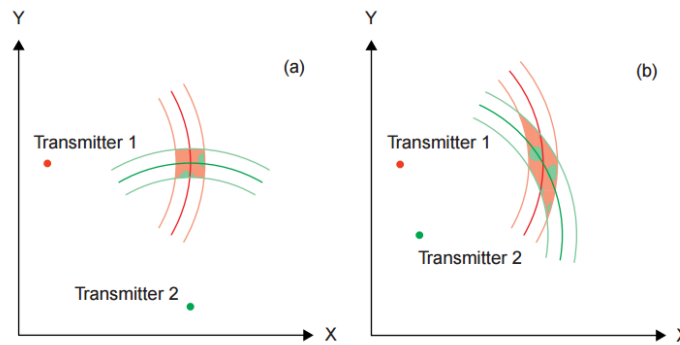 Y
(a)
Transmitter 1
Transmitter 2
X
Y
(b)
Transmitter 1
Transmitter 2
X